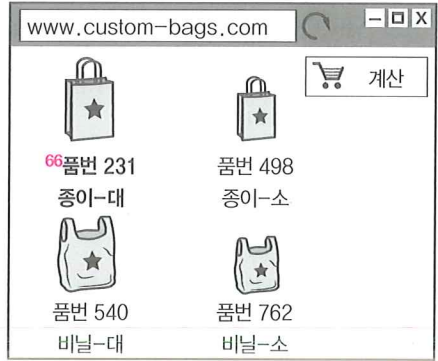 www.custom-bags.com
계산
66품번 231
종이-대
품번 498
종이-소
품번 540
비닐-대
품번 762
비닐-소